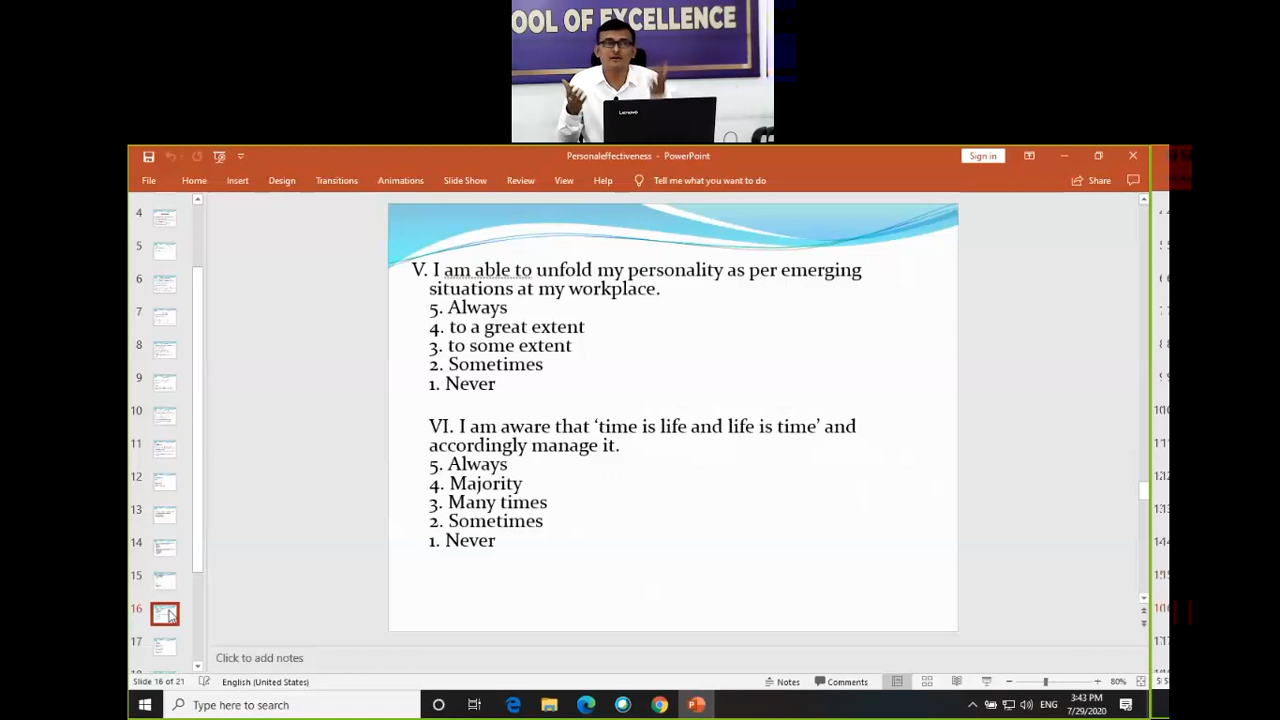 OOL OF EXCELLENCE
Lenovo
Personaleffectiveness - PowerPoint
Sign in
File Home Insert Design Transitions Animations Slide Show Review View Help Tell me what you want to do
Share
4
5
6
7
8
9
10
11
12
13
14
15
16
17
V. I am able to unfold my personality as per emerging
situations at my workplace.
5. Always
4. to a great extent
3. to some extent
2. Sometimes
1. Never
VI. I am aware that ‘time is life and life is time’ and
accordingly manage it.
5. Always
4. Majority
3. Many times
2. Sometimes
1. Never
Click to add notes
Slide 16 of 21
English (United States)
Notes
Comments
80%
Type here to search
ENG
3:43 PM
7/29/2020